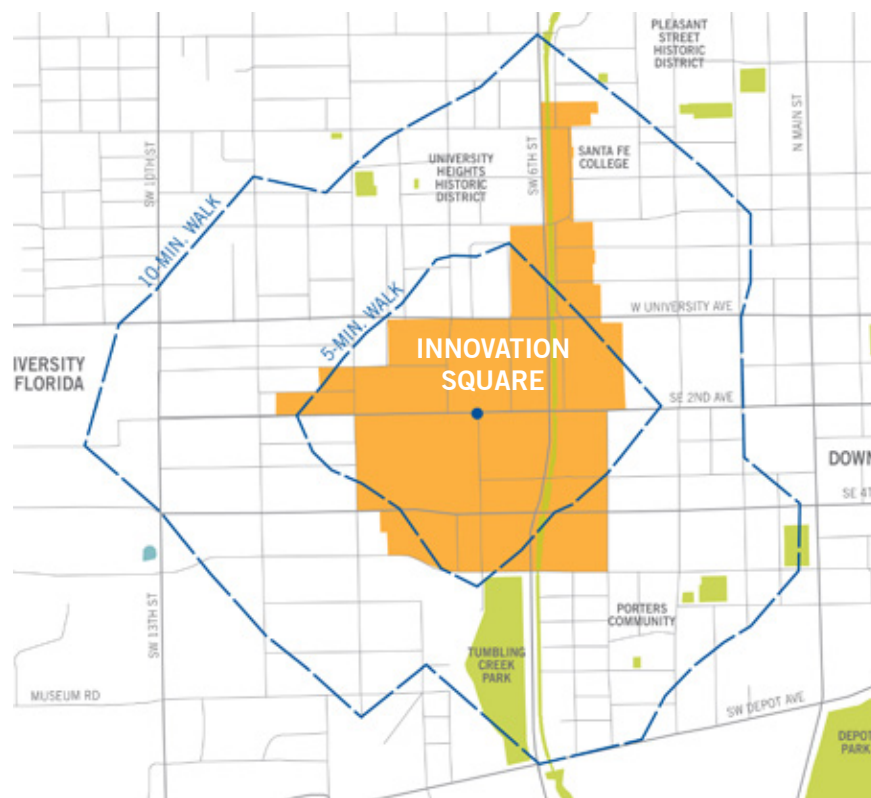 PLEASANT
STREET
HISTORIC
DISTRICT
N MAIN ST
SW 10TH ST
UNIVERSITY
HEIGHTS
HISTORIC
DISTRICT
SW 6TH ST
SANTA FE
COLLEGE
10-MIN. WALK
5-MIN. WALK
W UNIVERSITY AVE
IVERSITY
FLORIDA
INNOVATION
SQUARE
SE 2ND AVE
DOWN
SE 4T
SW 13TH ST
PORTERS
COMMUNITY
TUMBLING
CREEK
PARK
MUSEUM RD
SW DEPOT AVE
DEPOT
PARK